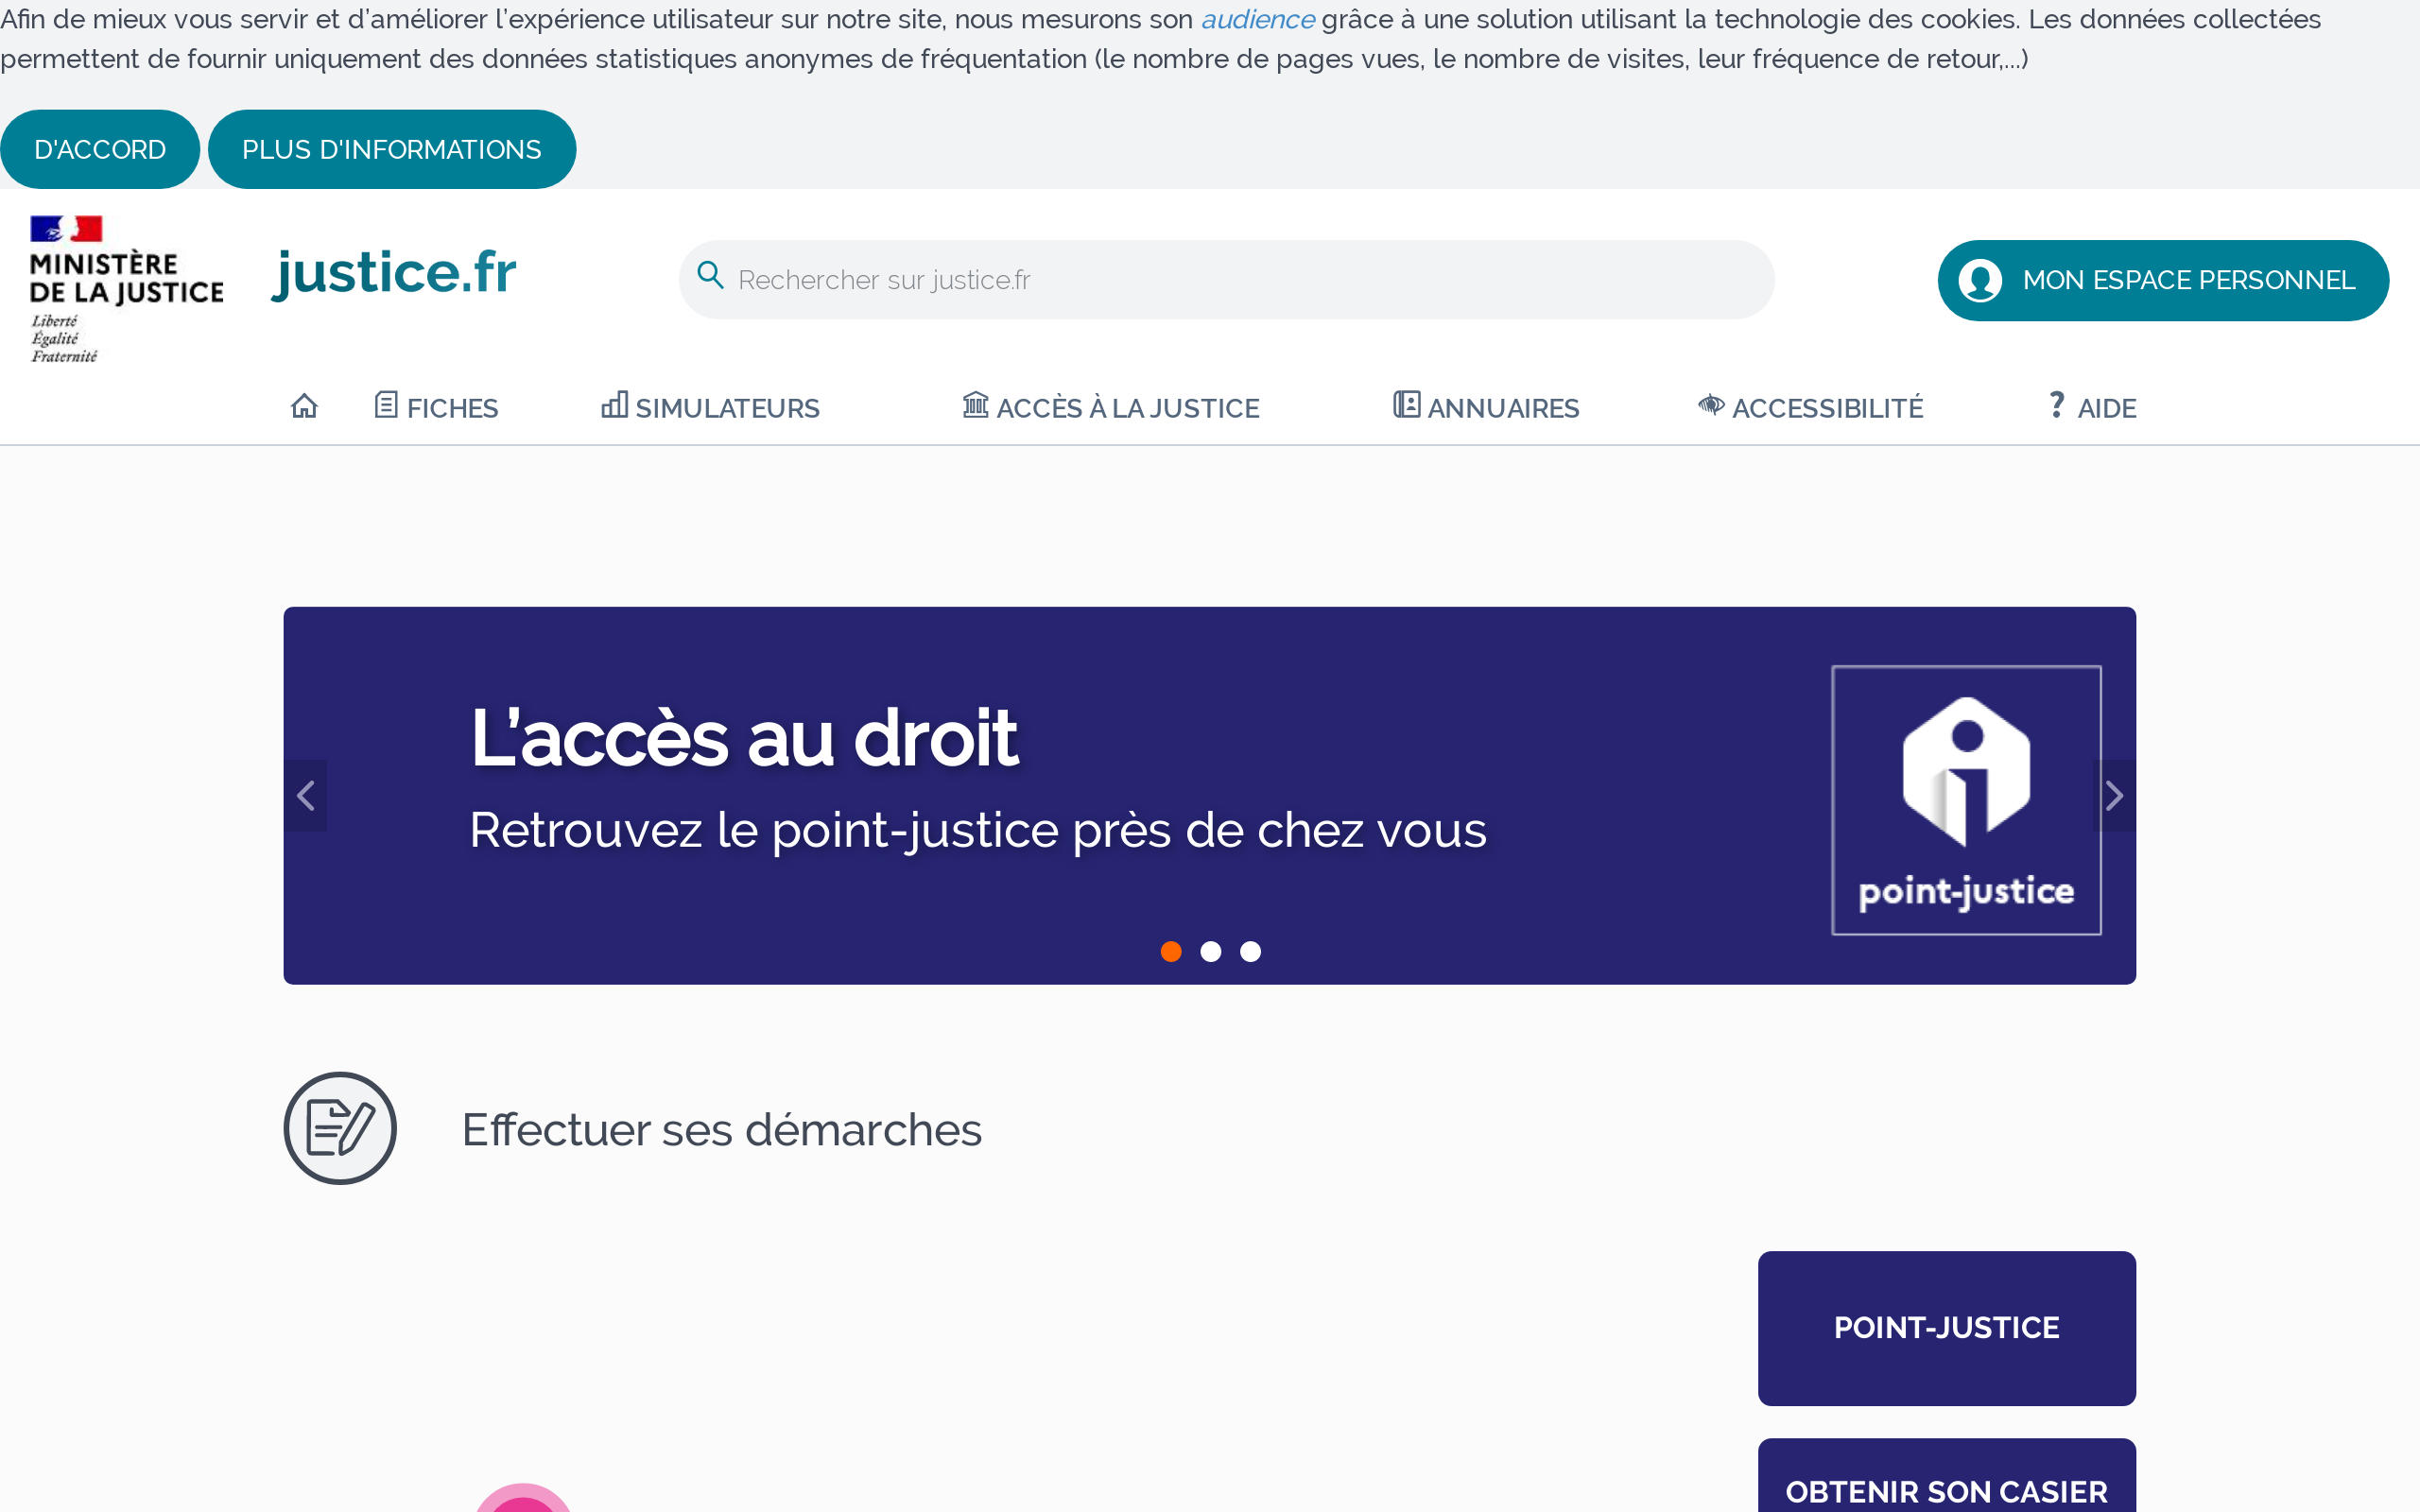 Afin de mieux vous servir et d’améliorer l’expérience utilisateur sur notre site, nous mesurons son audience grâce à une solution utilisant la technologie des cookies. Les données collectées
permettent de fournir uniquement des données statistiques anonymes de fréquentation (le nombre de pages vues, le nombre de visites, leur fréquence de retour,...)
D'ACCORD
PLUS D'INFORMATIONS
MINISTÈRE
DE LA JUSTICE
Liberté
Égalité
Fraternité
justice.fr
Rechercher sur justice.fr
MON ESPACE PERSONNEL
FICHES
SIMULATEURS
ACCÈS À LA JUSTICE
ANNUAIRES
ACCESSIBILITÉ
AIDE
L’accès au droit
Retrouvez le point-justice près de chez vous
point-justice
Effectuer ses démarches
POINT-JUSTICE
OBTENIR SON CASIER